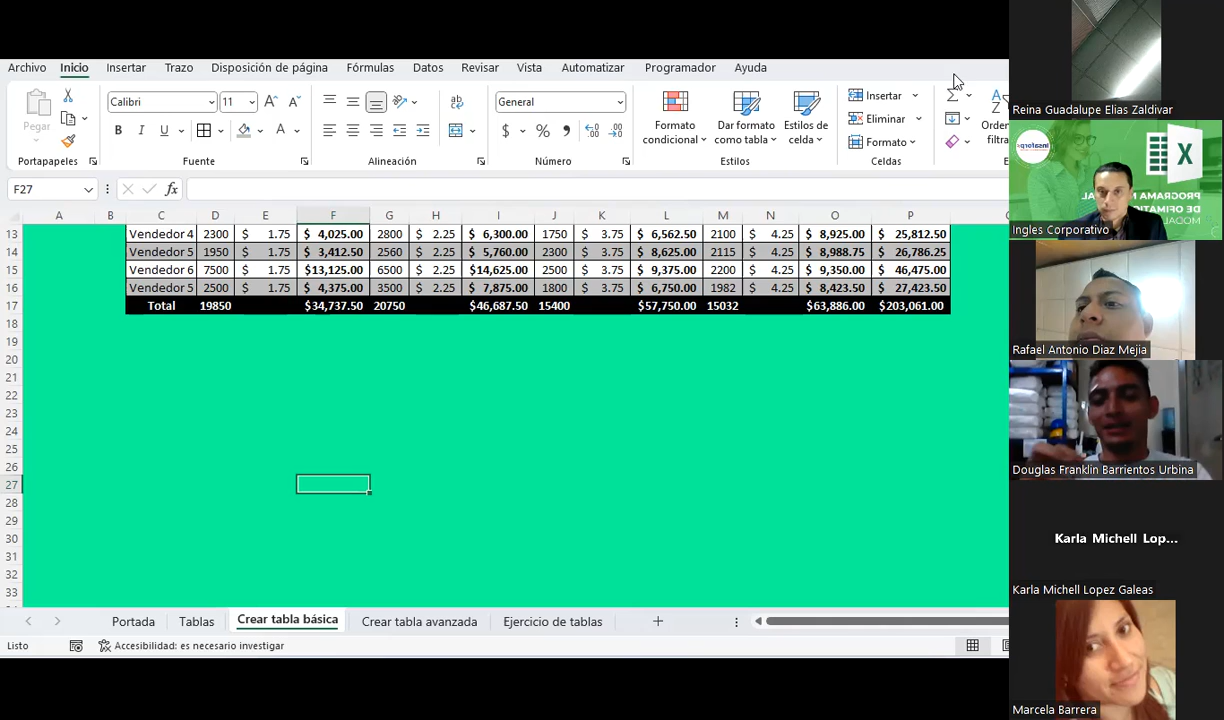 Archivo Inicio Insertar Trazo Disposición de página Fórmulas Datos Revisar Vista Automatizar Programador Ayuda
Pegar
Portapapeles
Calibri 11
N K S
Fuente
Alineación
General
$ % 9
Número
Formato condicional
Dar formato como tabla
Estilos de celda
Estilos
Insertar
Eliminar
Formato
Celdas
Orden
filtra
F27
fx
A B C D E F G H I J K L M N O P
13 Vendedor 4 2300 $ 1.75 $ 4,025.00 2800 $ 2.25 $ 6,300.00 1750 $ 3.75 $ 6,562.50 2100 $ 4.25 $ 8,925.00 $ 25,812.50
14 Vendedor 5 1950 $ 1.75 $ 3,412.50 2560 $ 2.25 $ 5,760.00 2300 $ 3.75 $ 8,625.00 2115 $ 4.25 $ 8,988.75 $ 26,786.25
15 Vendedor 6 7500 $ 1.75 $13,125.00 6500 $ 2.25 $14,625.00 2500 $ 3.75 $ 9,375.00 2200 $ 4.25 $ 9,350.00 $ 46,475.00
16 Vendedor 5 2500 $ 1.75 $ 4,375.00 3500 $ 2.25 $ 7,875.00 1800 $ 3.75 $ 6,750.00 1982 $ 4.25 $ 8,423.50 $ 27,423.50
17 Total 19850 $34,737.50 20750 $46,687.50 15400 $57,750.00 15032 $63,886.00 $203,061.00
18
19
20
21
22
23
24
25
26
27
28
29
30
31
32
33
Portada Tablas Crear tabla básica Crear tabla avanzada Ejercicio de tablas
Listo
Accesibilidad: es necesario investigar
Reina Guadalupe Elias Zaldivar
PROGRAMA
DE OFIMATIC
MODAL
Ingles Corporativo
Rafael Antonio Diaz Mejia
Douglas Franklin Barrientos Urbina
Karla Michell Lop...
Karla Michell Lopez Galeas
Marcela Barrera